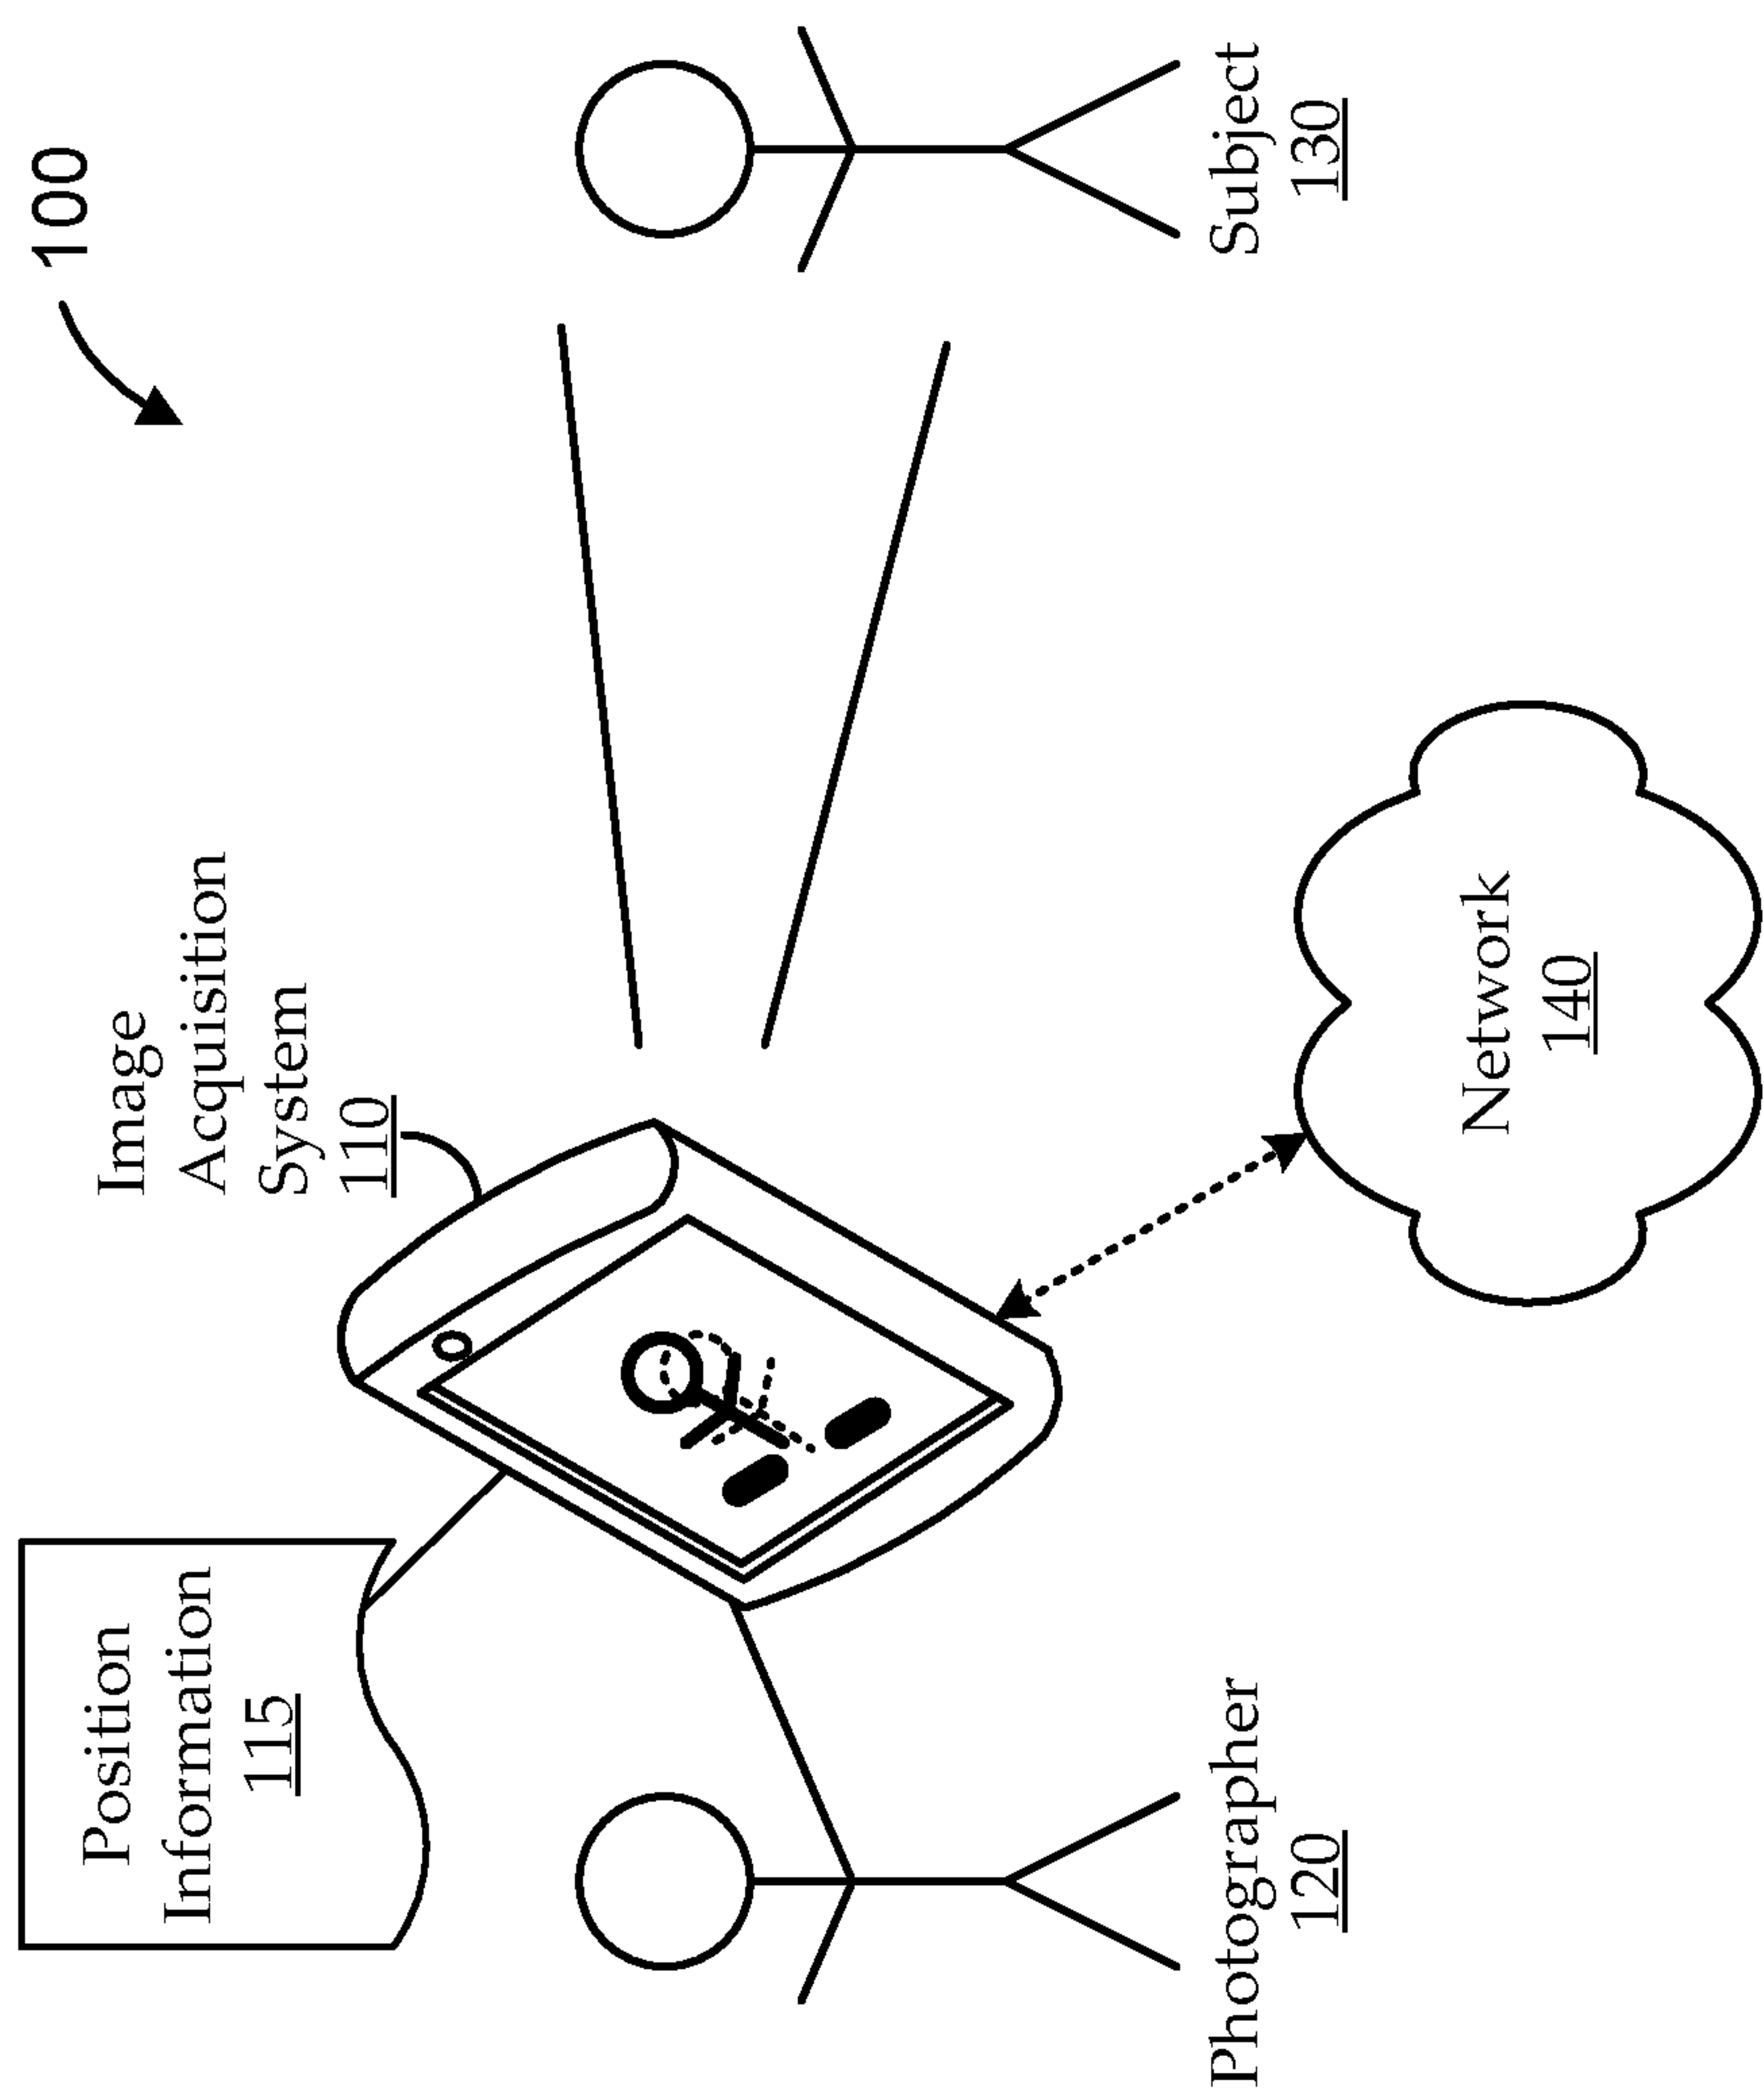 100
Position
Information
115
Image
Acquisition
System
110
Photographer
120
Subject
130
Network
140